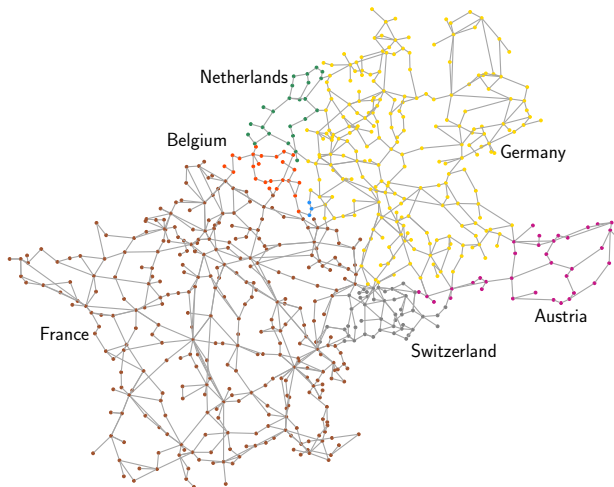 Netherlands
Belgium
Germany
France
Austria
Switzerland